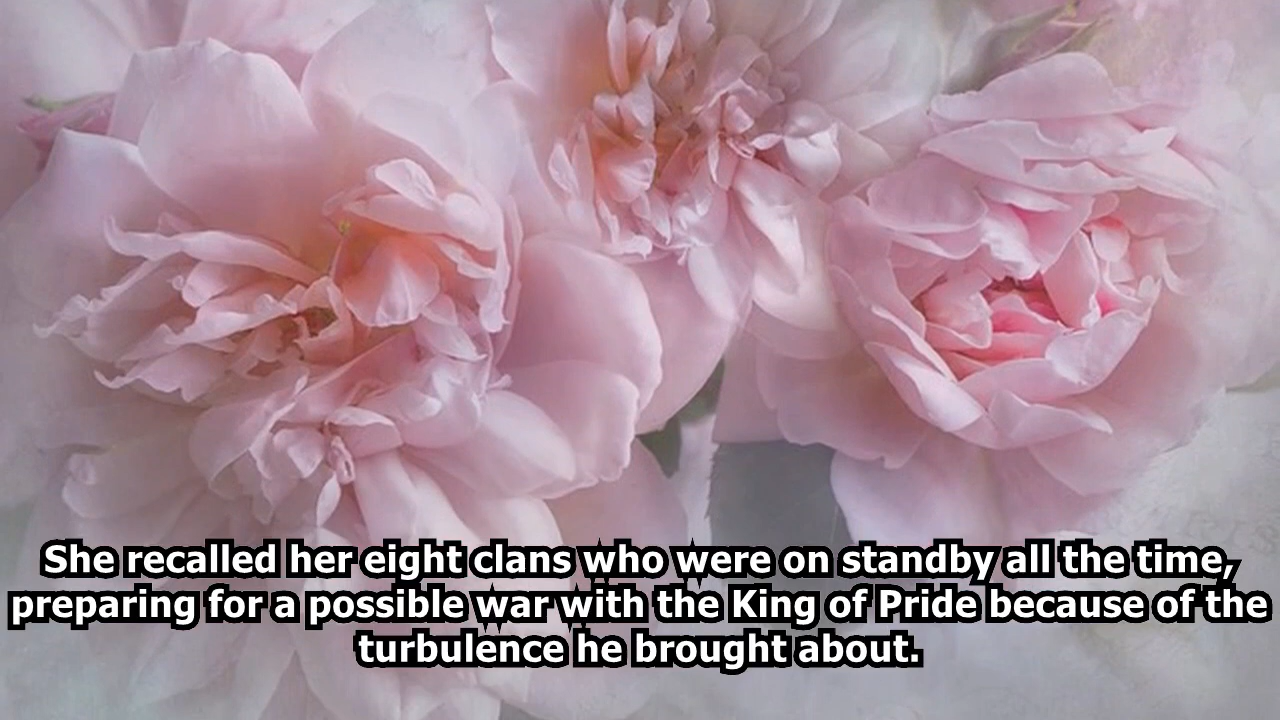 She recalled her eight clans who were on standby all the time,
preparing for a possible war with the King of Pride because of the
turbulence he brought about.